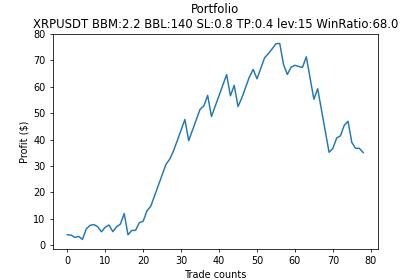 Portfolio
XRPUSDT BBM:2.2 BBL:140 SL:0.8 TP:0.4 lev:15 WinRatio:68.0
80
70
60
50
40
30
20
10
0
Profit ($)
0 10 20 30 40 50 60 70 80
Trade counts